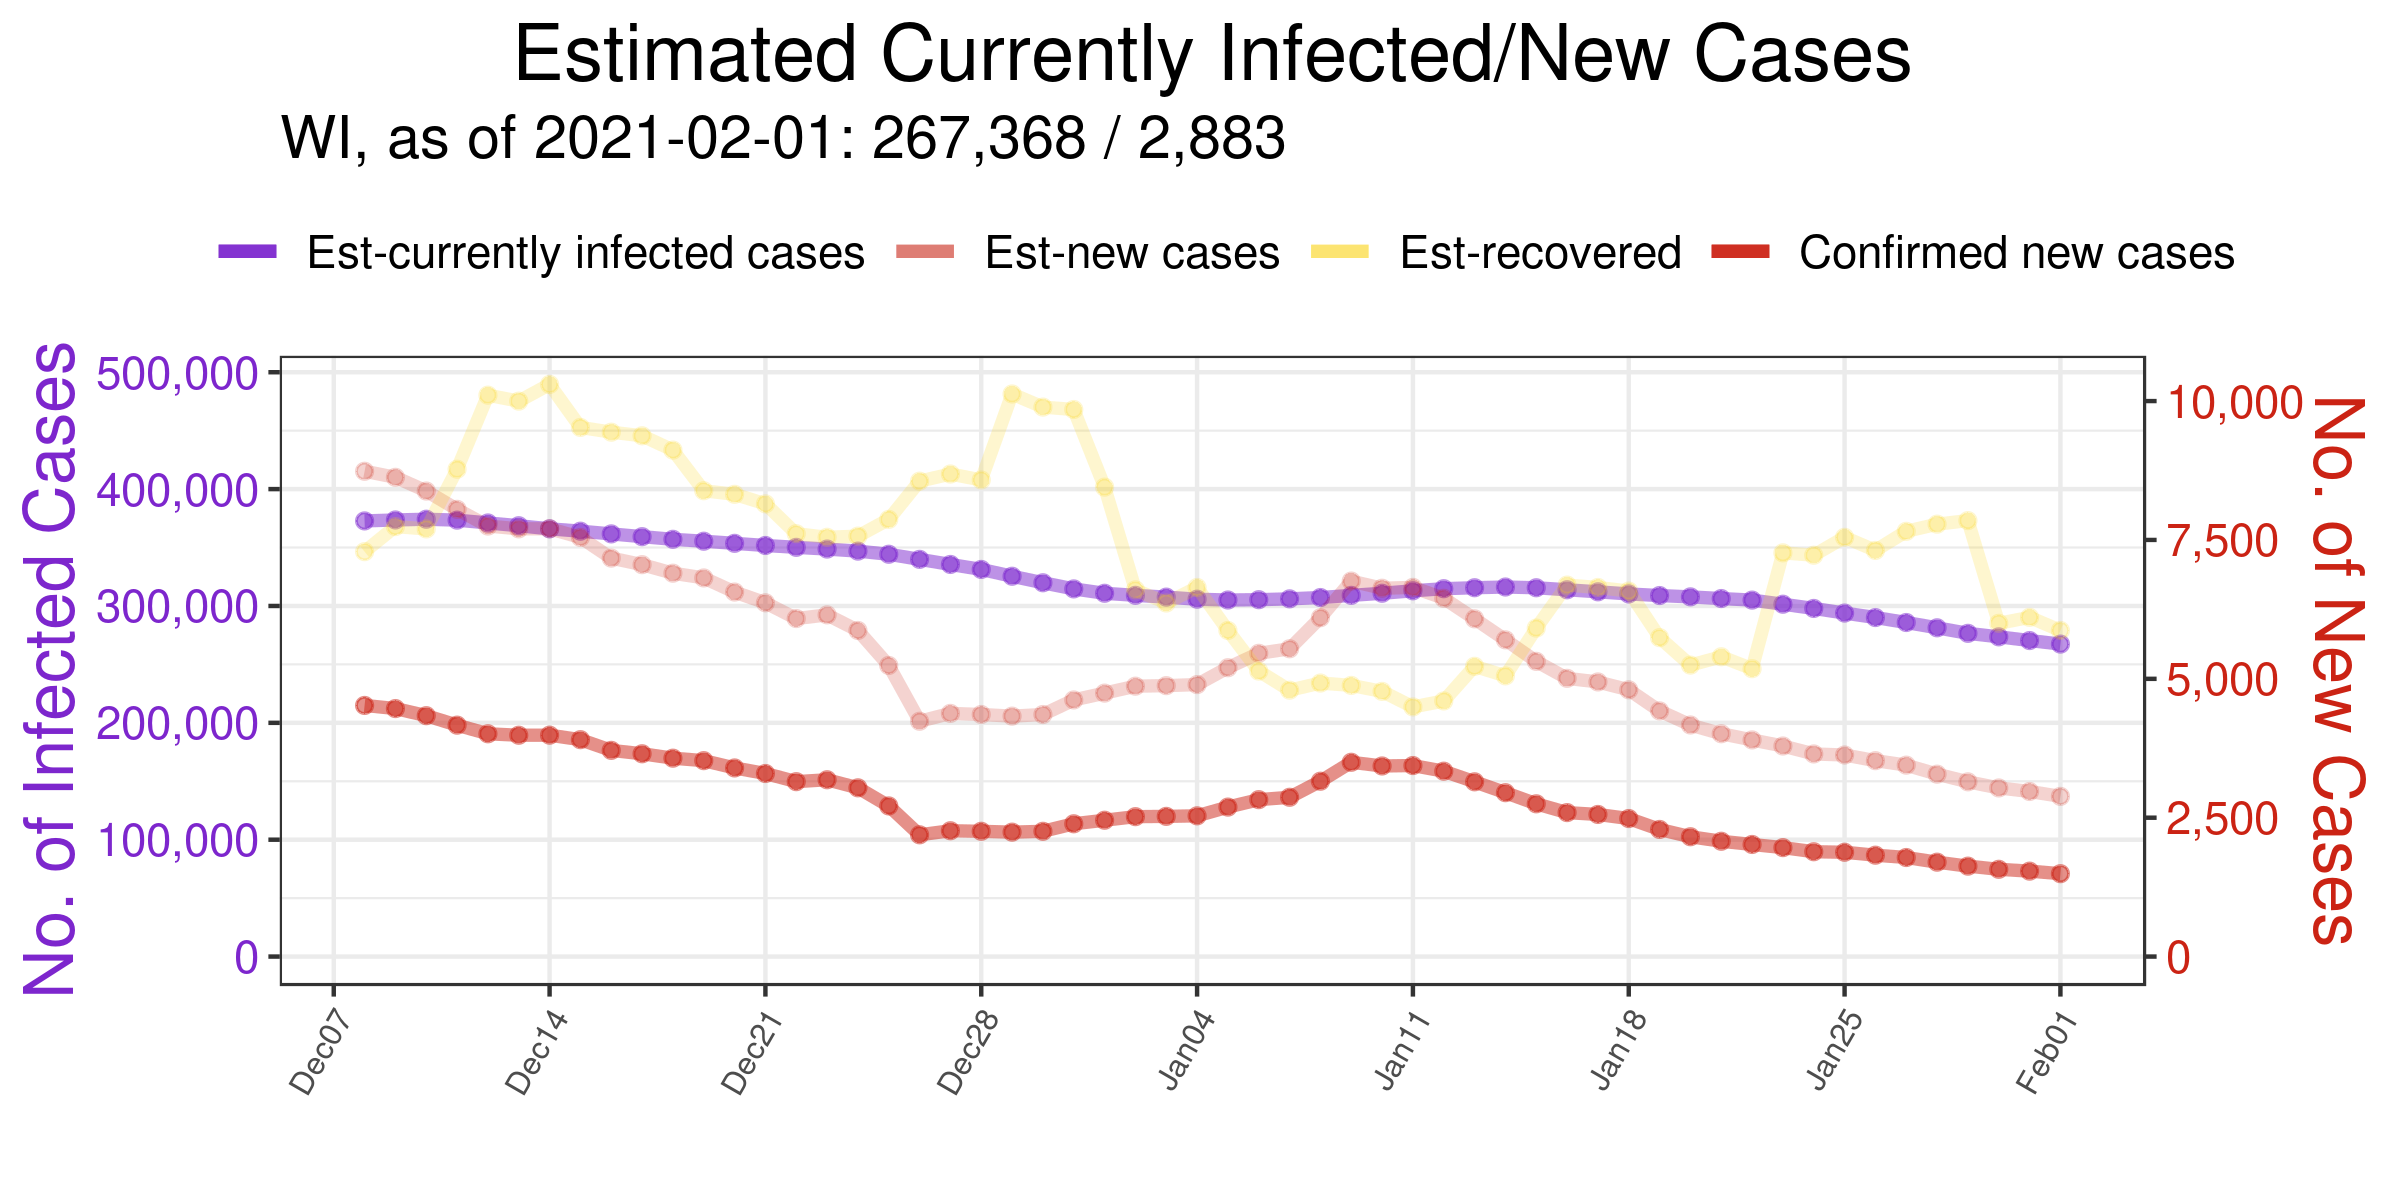 Estimated Currently Infected/New Cases
WI, as of 2021-02-01: 267,368 / 2,883
Est-currently infected cases
Est-new cases
Est-recovered
Confirmed new cases
No. of Infected Cases
500,000
400,000
300,000
200,000
100,000
0
10,000
7,500
5,000
2,500
0
No. of New Cases
Dec07
Dec14
Dec21
Dec28
Jan04
Jan11
Jan18
Jan25
Feb01